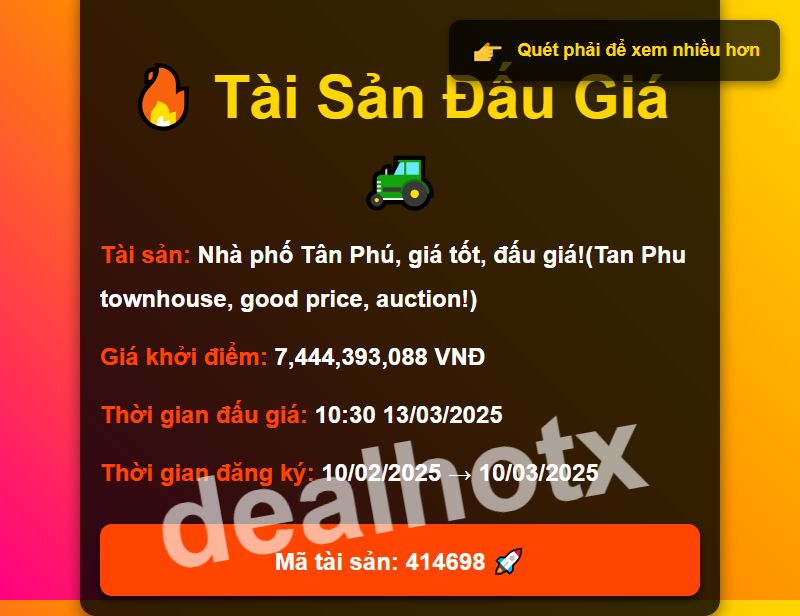 👉 Quét phải để xem nhiều hơn
🔥 Tài Sản Đấu Giá
🚜
Tài sản: Nhà phố Tân Phú, giá tốt, đấu giá!(Tan Phu
townhouse, good price, auction!)
Giá khởi điểm: 7,444,393,088 VNĐ
Thời gian đấu giá: 10:30 13/03/2025
Thời gian đăng ký: 10/02/2025 → 10/03/2025
dealhotx
Mã tài sản: 414698 🚀